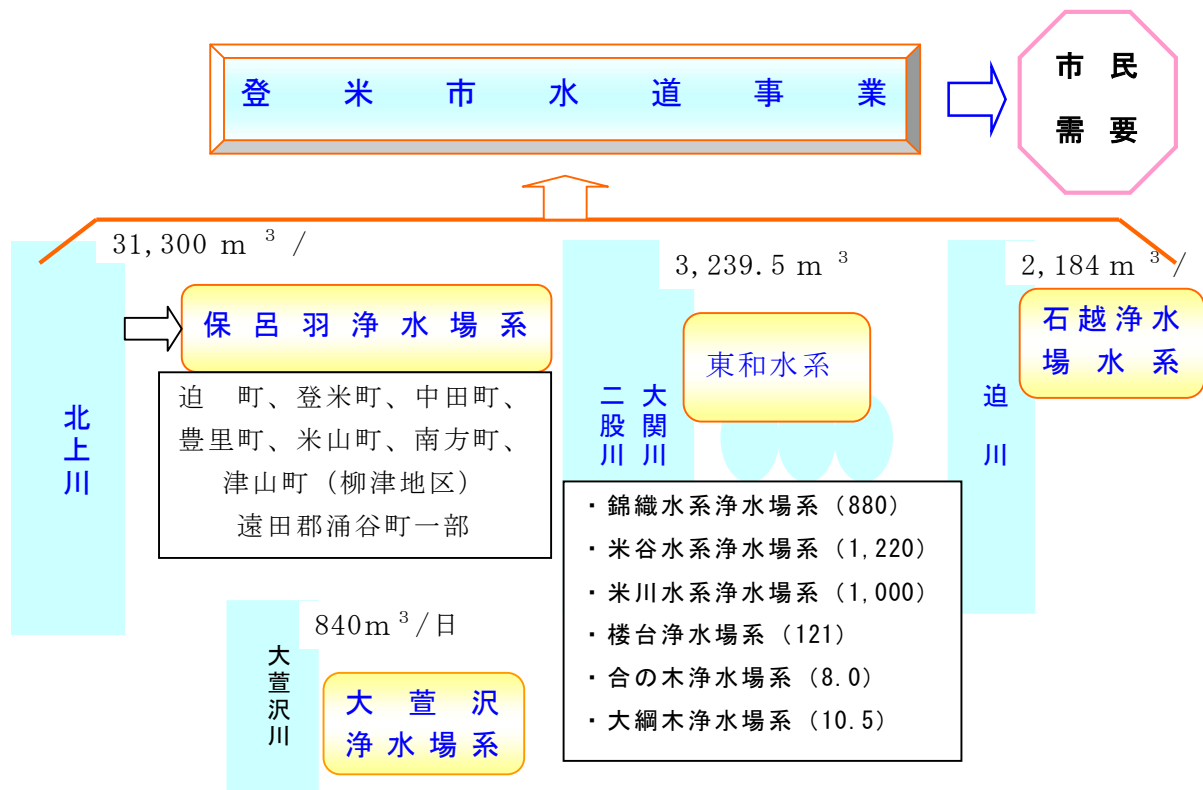 登米市水道事業
市民
需要
31,300 m ³ /
保呂羽浄水場系
迫 町、登米町、中田町、
豊里町、米山町、南方町、
津山町（柳津地区）
遠田郡涌谷町一部
北上川
840m ³/日
大萱沢川
大萱沢
浄水場系
3,239.5 m ³
東和水系
大関川
二股川
・錦織水系浄水場系（880）
・米谷水系浄水場系（1,220）
・米川水系浄水場系（1,000）
・楼台浄水場系（121）
・合の木浄水場系（8.0）
・大綱木浄水場系（10.5）
2,184 m ³/
石越浄水
場水系
迫川